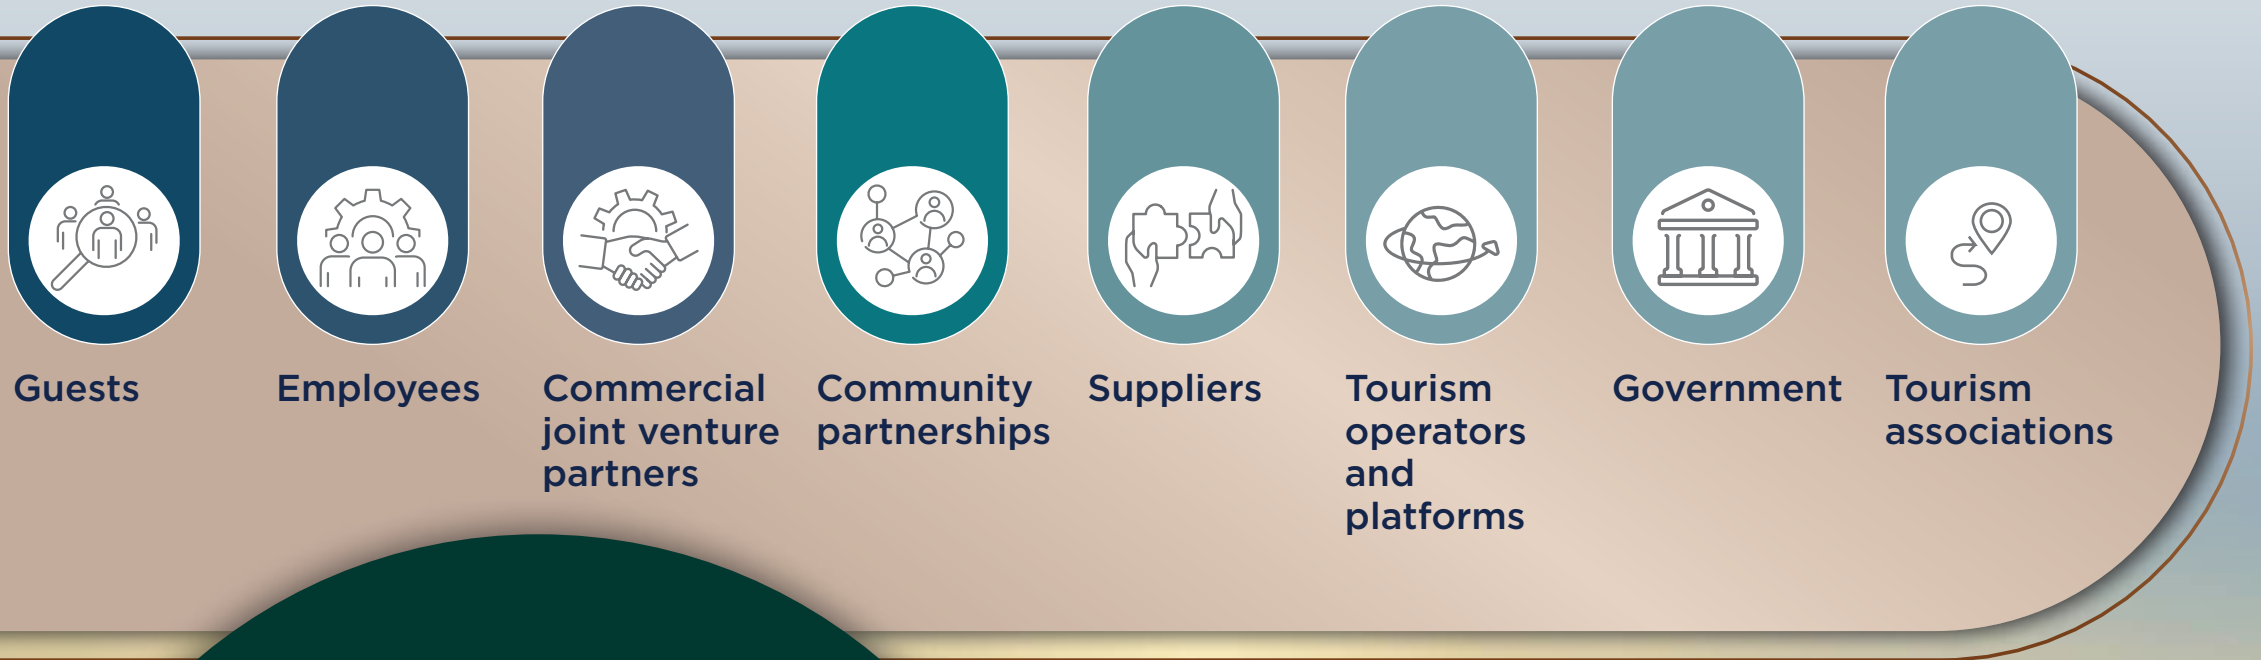 Guests
Employees
Commercial
joint venture
partners
Community
partnerships
Suppliers
Tourism
operators
and
platforms
Government
Tourism
associations